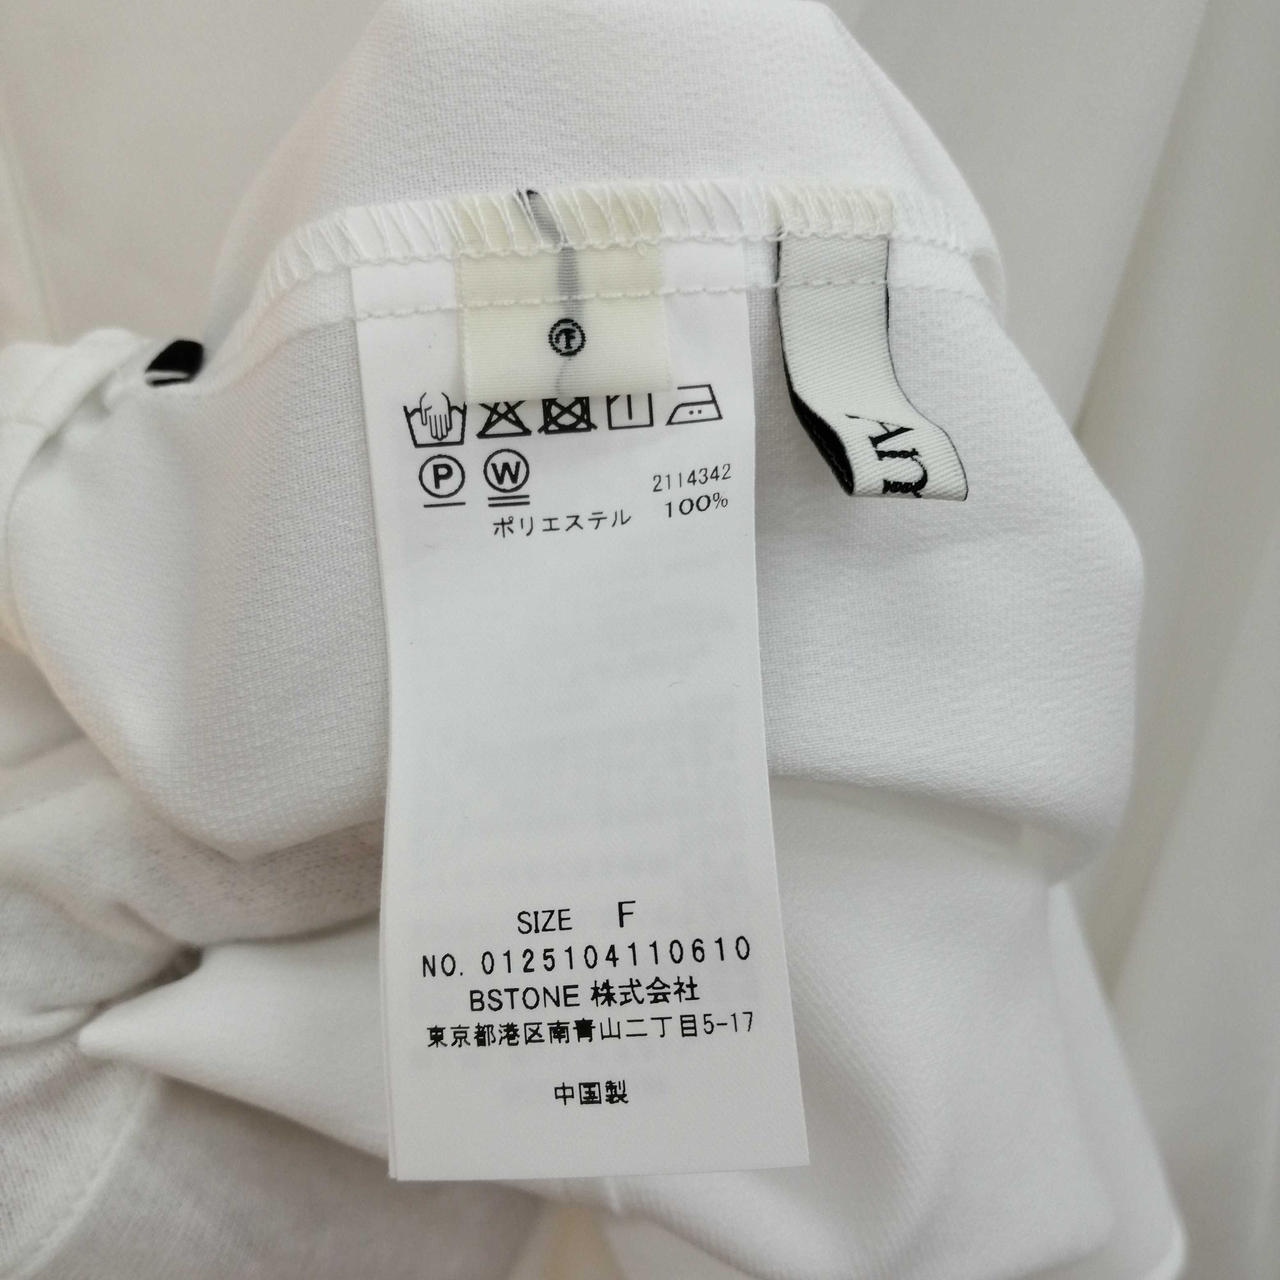 P W
2114342
ポリエステル 100%
SIZE F
NO. 0125104110610
BSTONE 株式会社
東京都港区南青山二丁目5-17
中国製